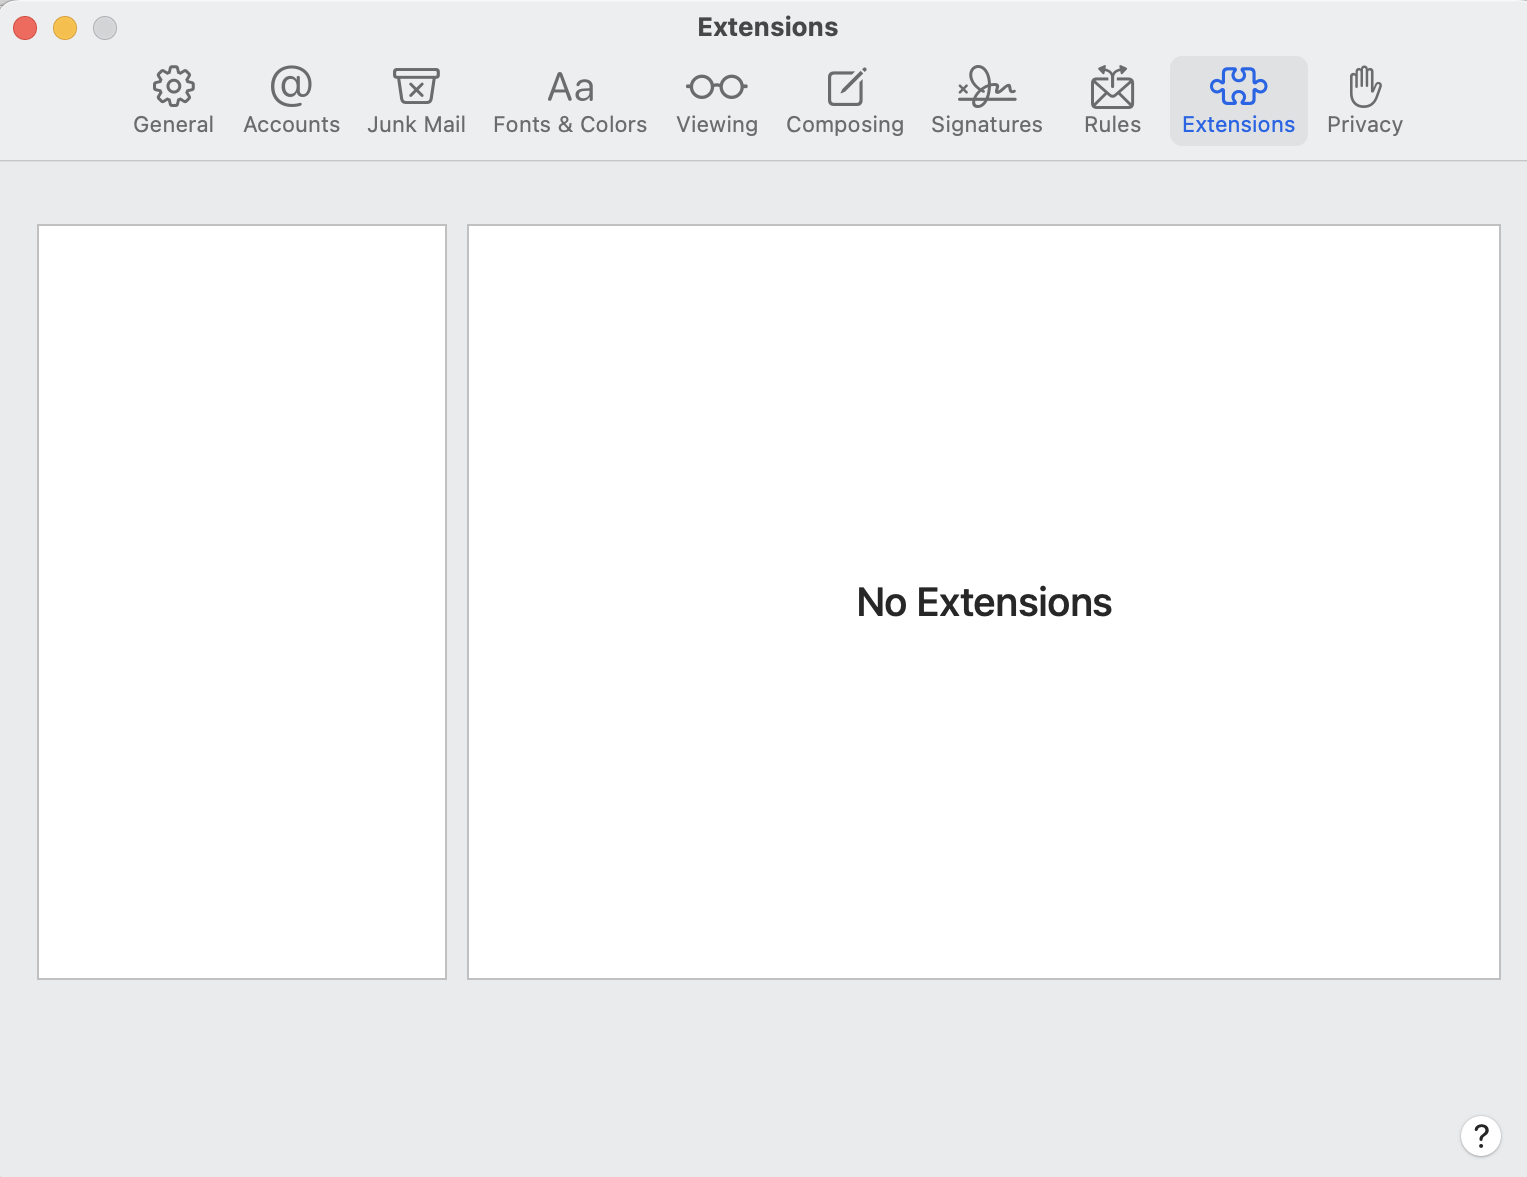 Extensions
General
Accounts
Junk Mail
Aa
Fonts & Colors
Viewing
Composing
Signatures
Rules
Extensions
Privacy
No Extensions
?